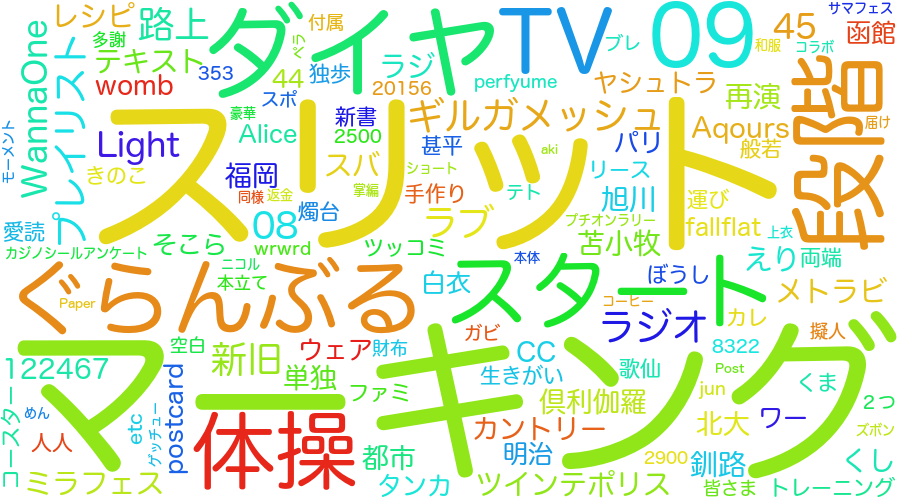 レシピ
路上
ダイヤ
付属
TV
09
45
サマフェス
函館
多謝
テキスト
ベラ
ラジ
ブレ
和服
コラボ
womb
353
44
独歩
perfyume
ヤシュトラ
段階
WannaOne
プレイリスト
スポ
20156
再演
豪華
新書
ギルガメッシュ
届け
モーメント
Light
Alice
2500
甚平
パリ
Aqours
般若
スリット
きのこ
福岡
スバ
ショート
aki
リース
同様
返金
掌編
手作り
テト
旭川
運び
愛読
08
燭台
ラブ
プチオンラリー
fallflat
上衣
カジノシールアンケート
そこら
wrwrd
ツッコミ
苫小牧
えり
両端
ぐらんぶる
ニコル
本立て
本体
白衣
スタート
ぼうし
メトラビ
Paper
コーヒー
カレ
マーキング
空白
ウェア
財布
ガビ
ラジオ
擬人
122467
新旧
単独
CC
歌仙
8322
コースター
postcard
体操
ファミ
生きがい
Post
くま
めん
etc
倶利伽羅
jun
2つ
人人
ゲッチュー
カントリー
北大
ワー
ズボン
都市
明治
2900
釧路
くし
ミラフェス
タンカ
ツインテポリス
皆さま
トレーニング